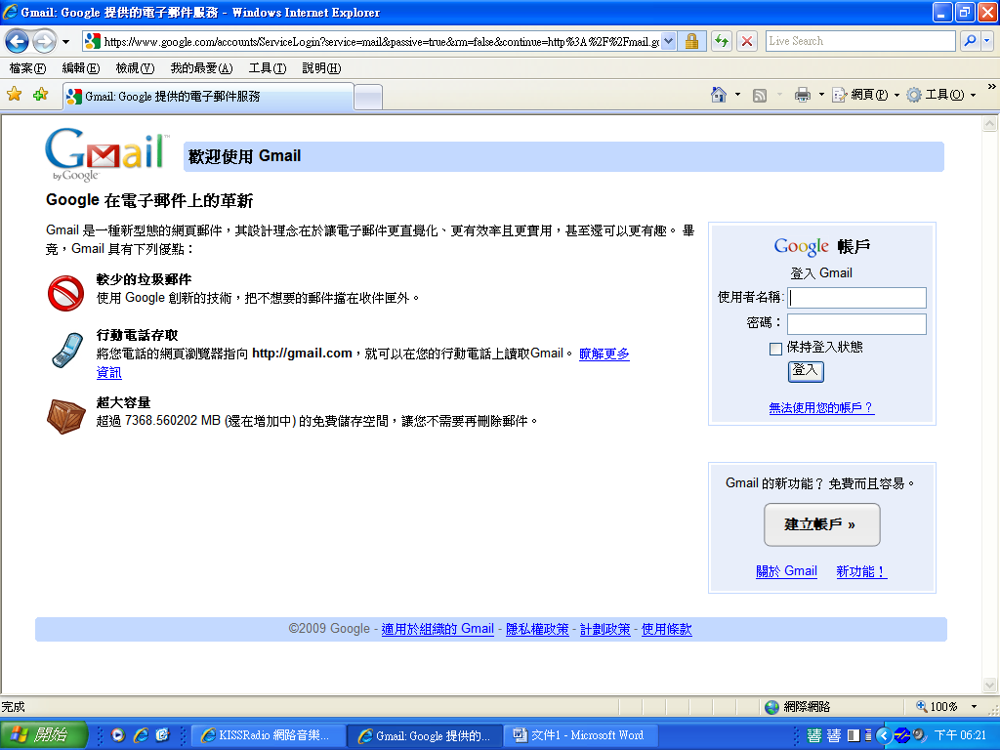 Gmail: Google 提供的電子郵件服務 - Windows Internet Explorer
https://www.google.com/accounts/ServiceLogin?service=mail&passive=true&rm=false&continue=http%3A%2F%2Fmail.go
Live Search
檔案(F) 編輯(E) 檢視(V) 我的最愛(A) 工具(T) 說明(H)
Gmail: Google 提供的電子郵件服務
網頁(P) 工具(O)
Gmail
by Google
歡迎使用 Gmail
Google 在電子郵件上的革新
Gmail 是一種新型態的網頁郵件，其設計理念在於讓電子郵件更直覺化、更有效率且更實用，甚至還可以更有趣。 畢
竟，Gmail 具有下列優點：
較少的垃圾郵件
使用 Google 創新的技術，把不想要的郵件擋在收件匣外。
行動電話存取
將您電話的網頁瀏覽器指向 http://gmail.com，就可以在您的行動電話上讀取Gmail。 瞭解更多
資訊
超大容量
超過 7368.560202 MB (還在增加中) 的免費儲存空間，讓您不需要再刪除郵件。
Google 帳戶
登入 Gmail
使用者名稱:
密碼：
保持登入狀態
登入
無法使用您的帳戶？
Gmail 的新功能？ 免費而且容易。
建立帳戶 »
關於 Gmail 新功能！
©2009 Google - 適用於組織的 Gmail - 隱私權政策 - 計劃政策 - 使用條款
完成
網際網路
100%
開始
KISSRadio 網路音樂...
Gmail: Google 提供的...
文件1 - Microsoft Word
下午 06:21